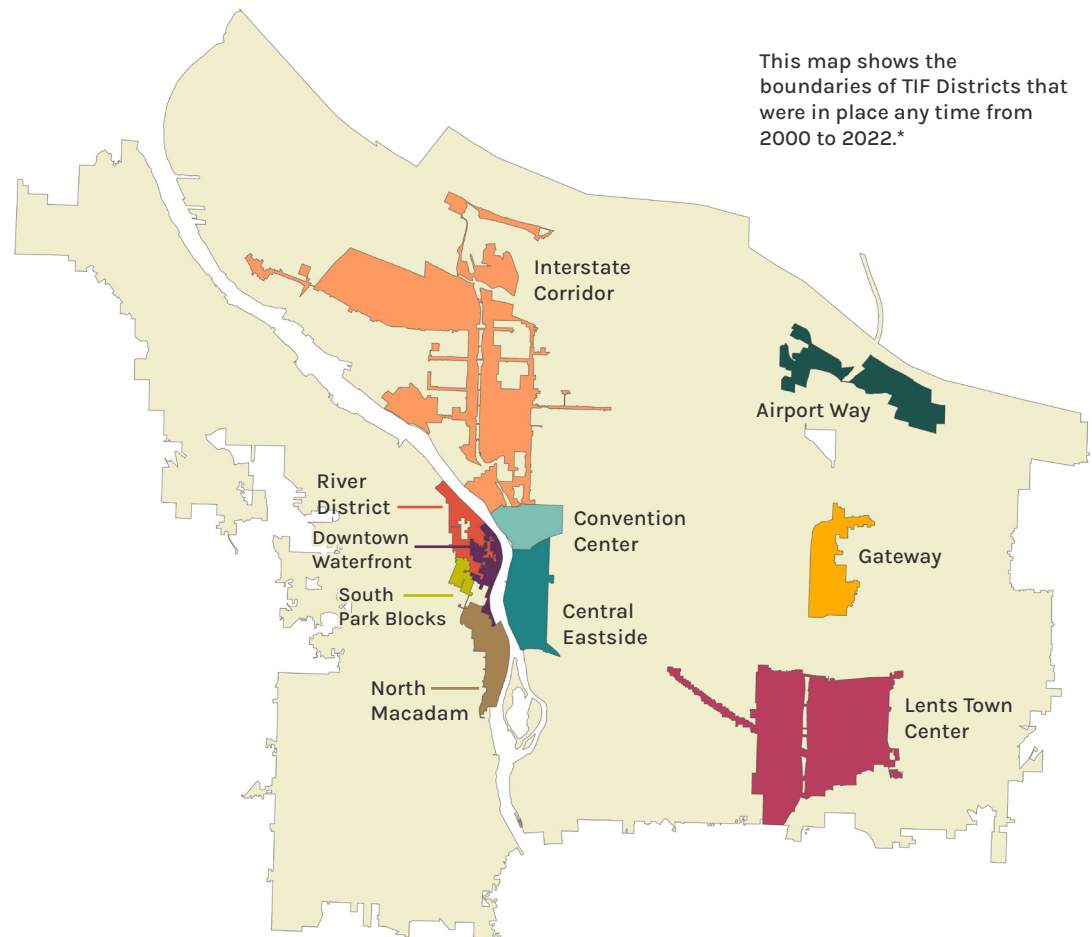 This map shows the
boundaries of TIF Districts that
were in place any time from
2000 to 2022.*
Interstate
Corridor
Airport Way
River
District
Convention
Center
Downtown
Waterfront
Gateway
South
Park Blocks
Central
Eastside
North
Macadam
Lents Town
Center